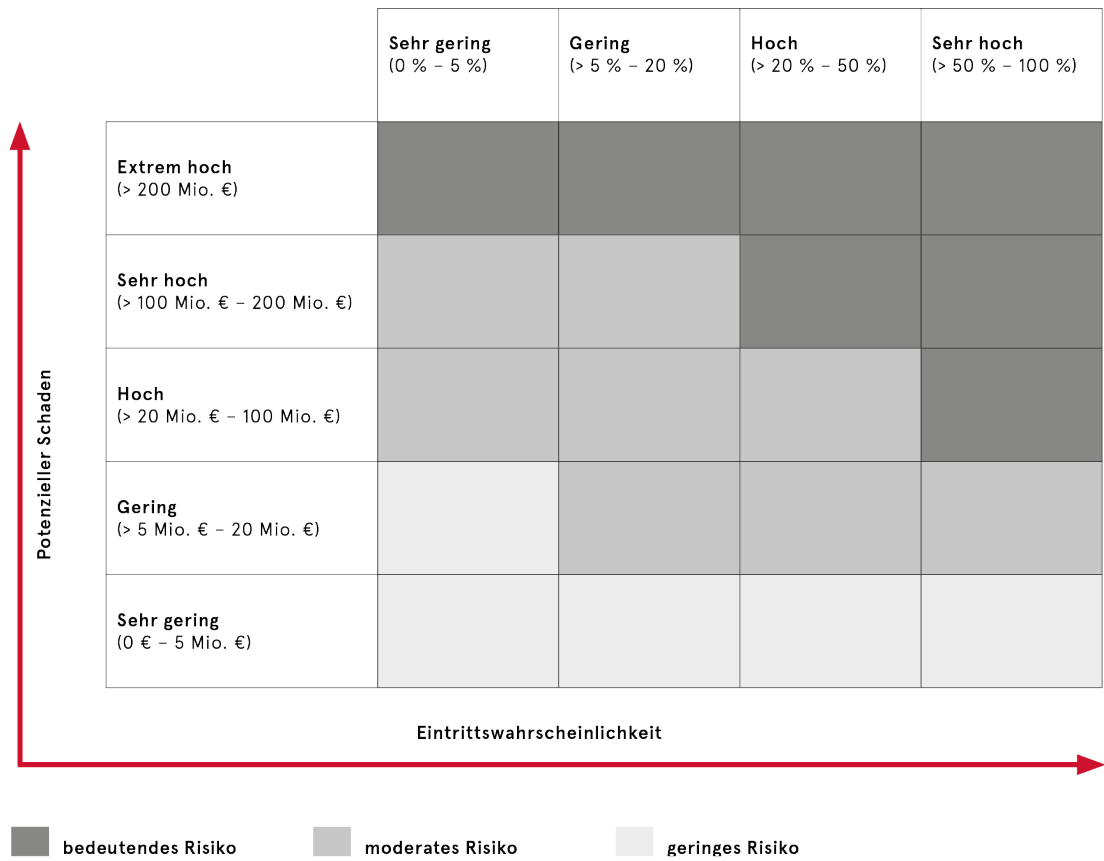 Sehr gering
(0 % – 5 %)
Gering
(> 5 % – 20 %)
Hoch
(> 20 % – 50 %)
Sehr hoch
(> 50 % – 100 %)
Extrem hoch
(> 200 Mio. €)
Sehr hoch
(> 100 Mio. € – 200 Mio. €)
Hoch
(> 20 Mio. € – 100 Mio. €)
Gering
(> 5 Mio. € – 20 Mio. €)
Sehr gering
(0 € – 5 Mio. €)
Potenzieller Schaden
Eintrittswahrscheinlichkeit
bedeutendes Risiko
moderates Risiko
geringes Risiko